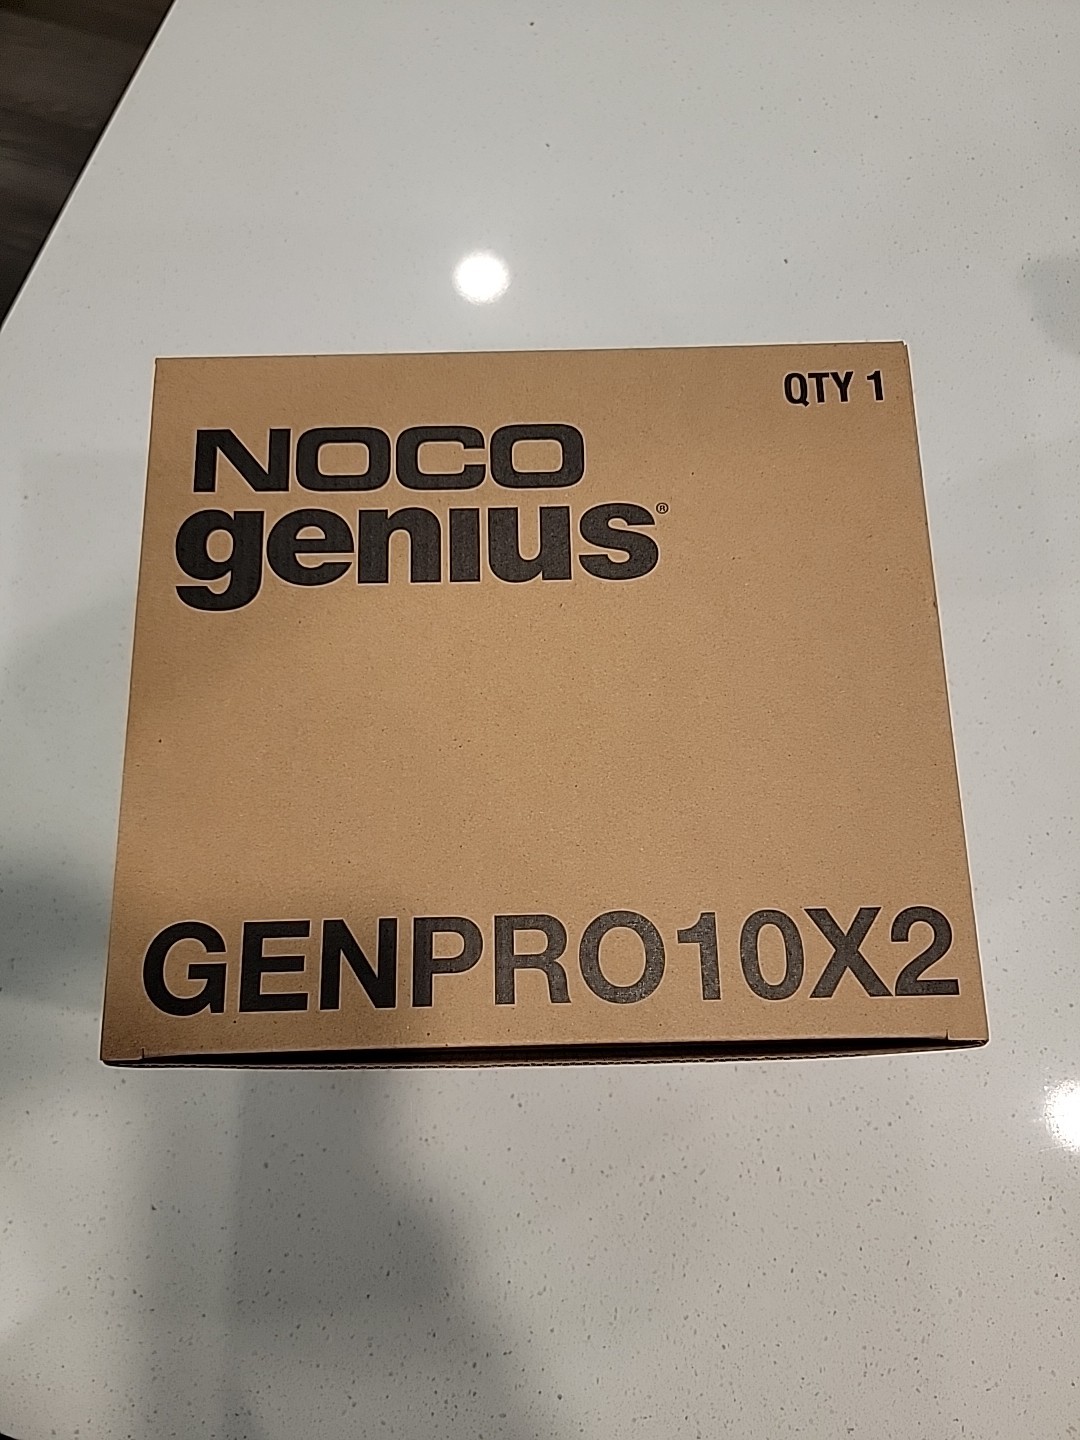 QTY 1
NOCO
genius®
GENPRO10X2